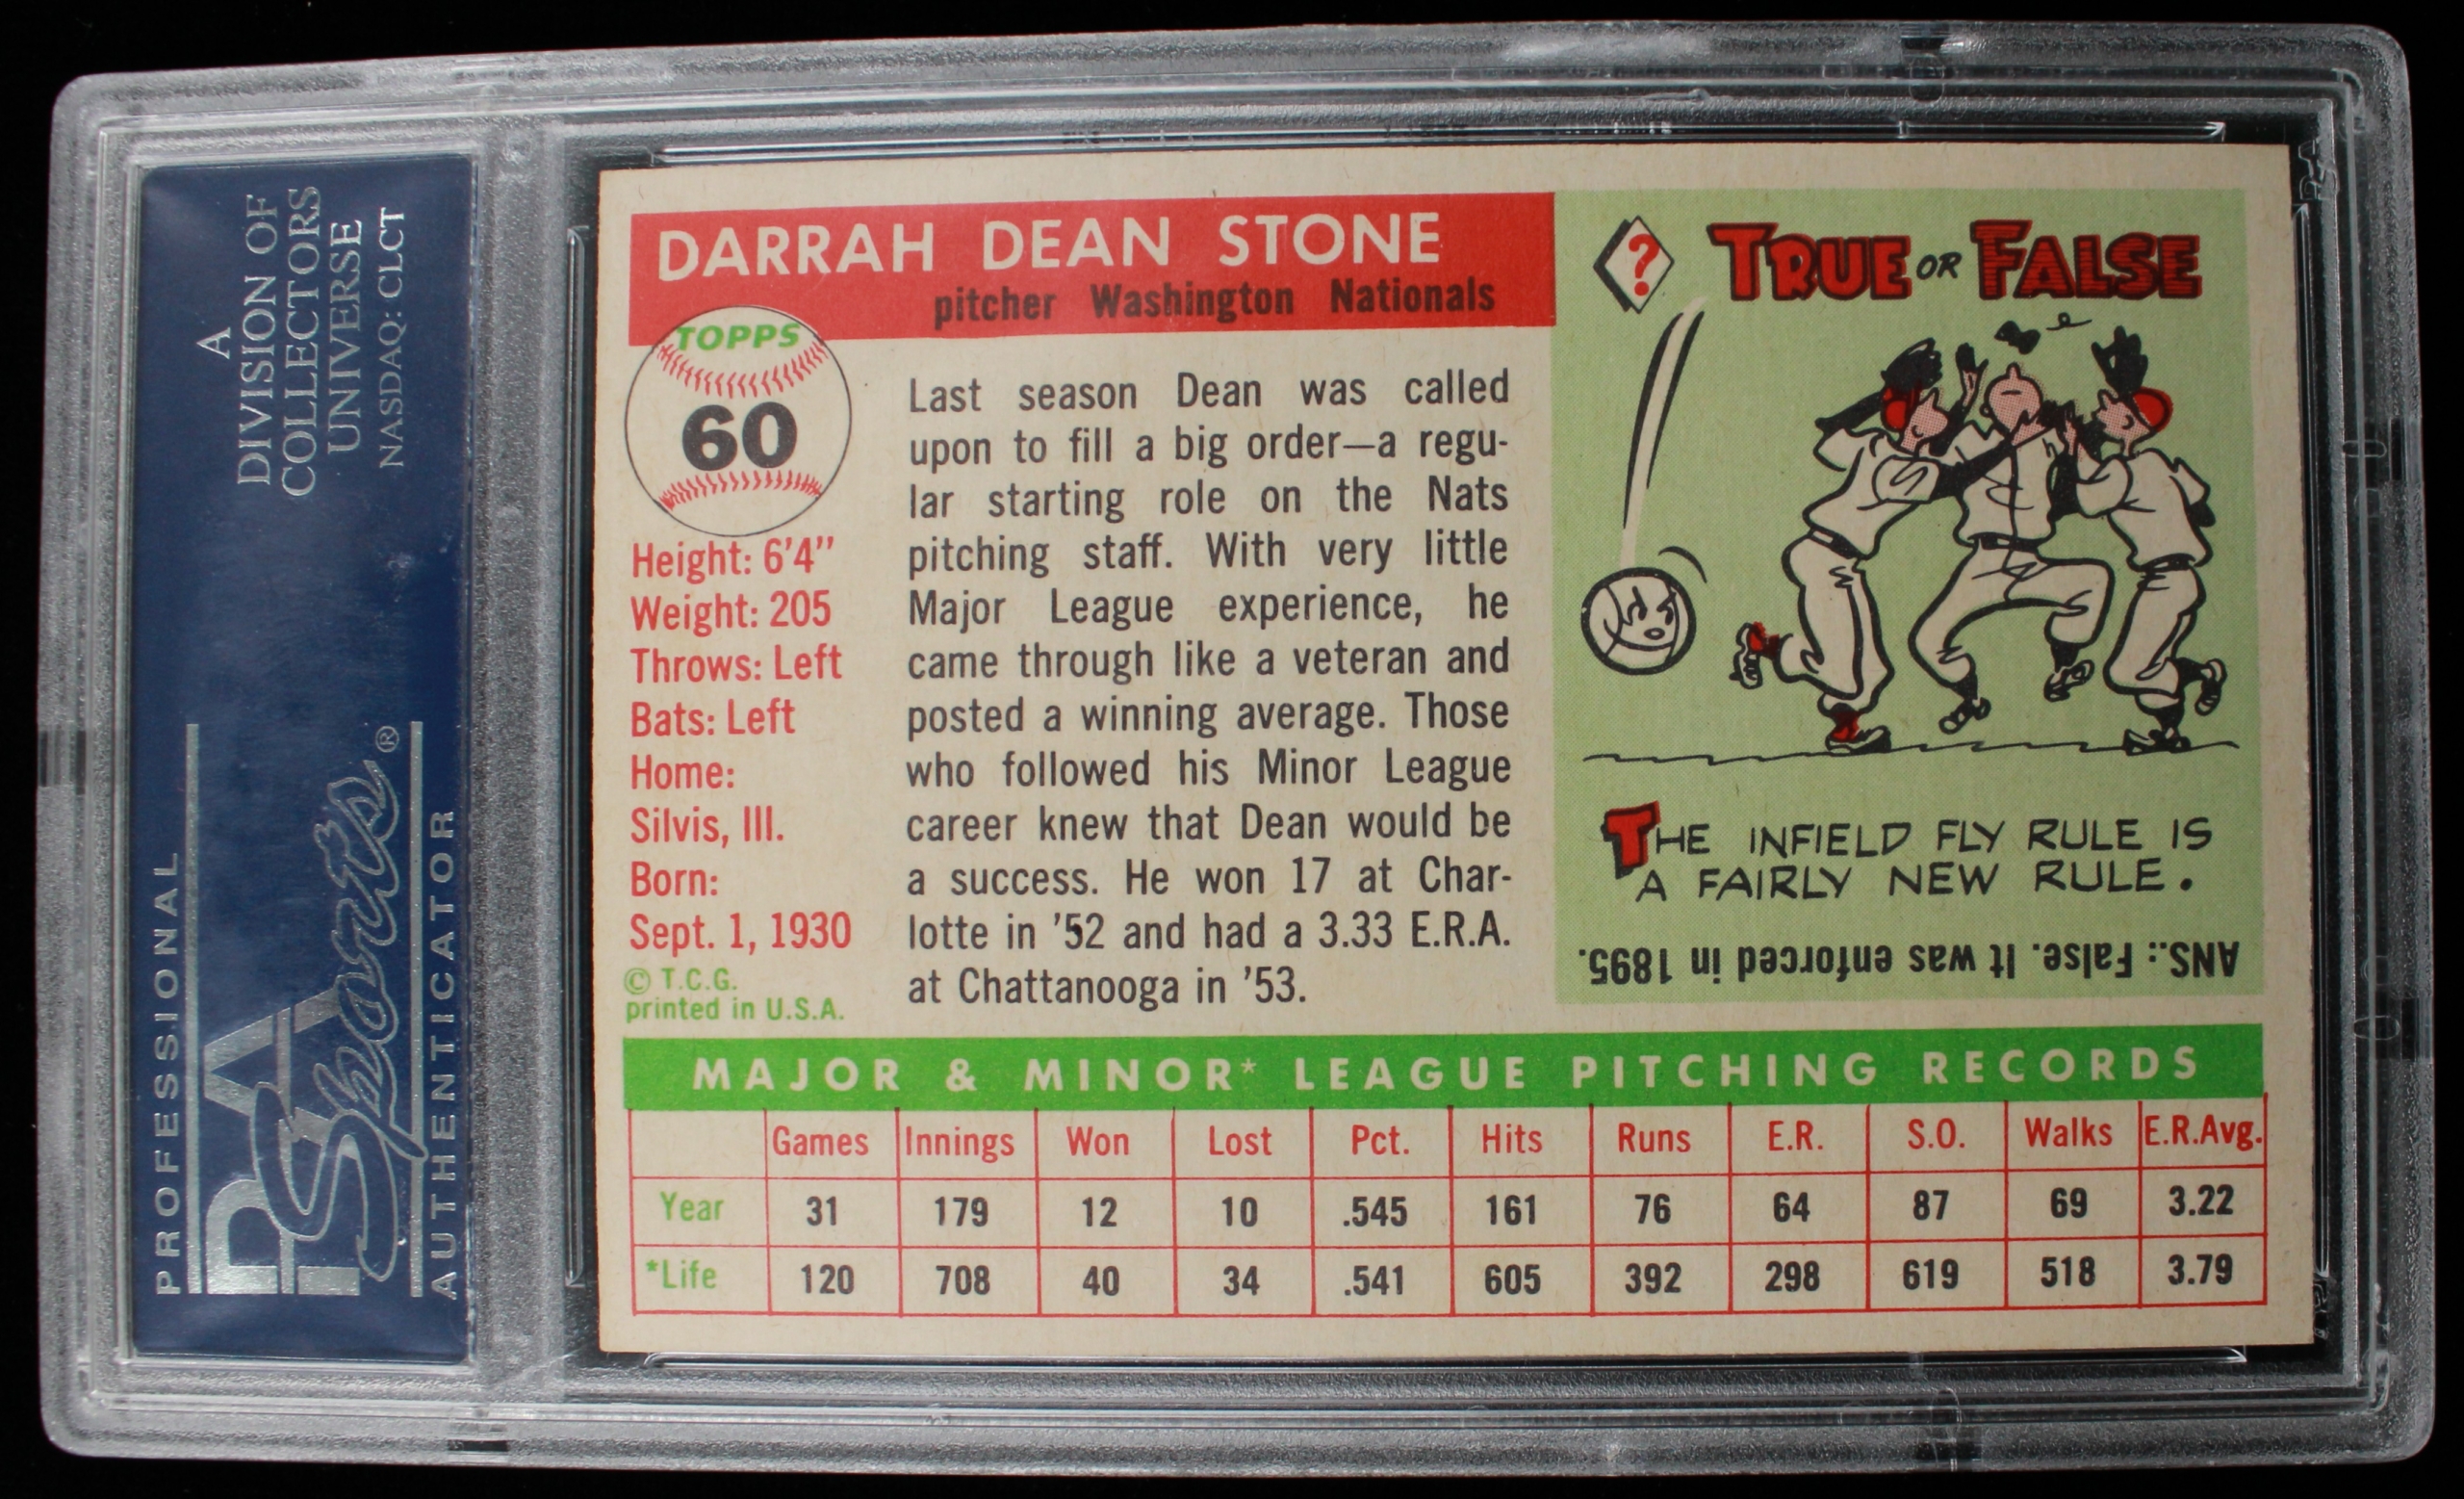 A
DIVISION OF
COLLECTORS
UNIVERSE
NASDAQ: CLCT
PROFESSIONAL
PSA
Sports®
AUTHENTICATOR
DARRAH DEAN STONE
pitcher Washington Nationals
TOPPS
60
Height: 6'4"
Weight: 205
Throws: Left
Bats: Left
Home:
Silvis, Ill.
Born:
Sept. 1, 1930
© T.C.G.
printed in U.S.A.
Last season Dean was called
upon to fill a big order—a regu-
lar starting role on the Nats
pitching staff. With very little
Major League experience, he
came through like a veteran and
posted a winning average. Those
who followed his Minor League
career knew that Dean would be
a success. He won 17 at Char-
lotte in '52 and had a 3.33 E.R.A.
at Chattanooga in '53.
? TRUE OR FALSE
THE INFIELD FLY RULE IS
A FAIRLY NEW RULE.
ANS.: False. It was enforced in 1895.
MAJOR & MINOR* LEAGUE PITCHING RECORDS
Games Innings Won Lost Pct. Hits Runs E.R. S.O. Walks E.R.Avg.
Year 31 179 12 10 .545 161 76 64 87 69 3.22
*Life 120 708 40 34 .541 605 392 298 619 518 3.79